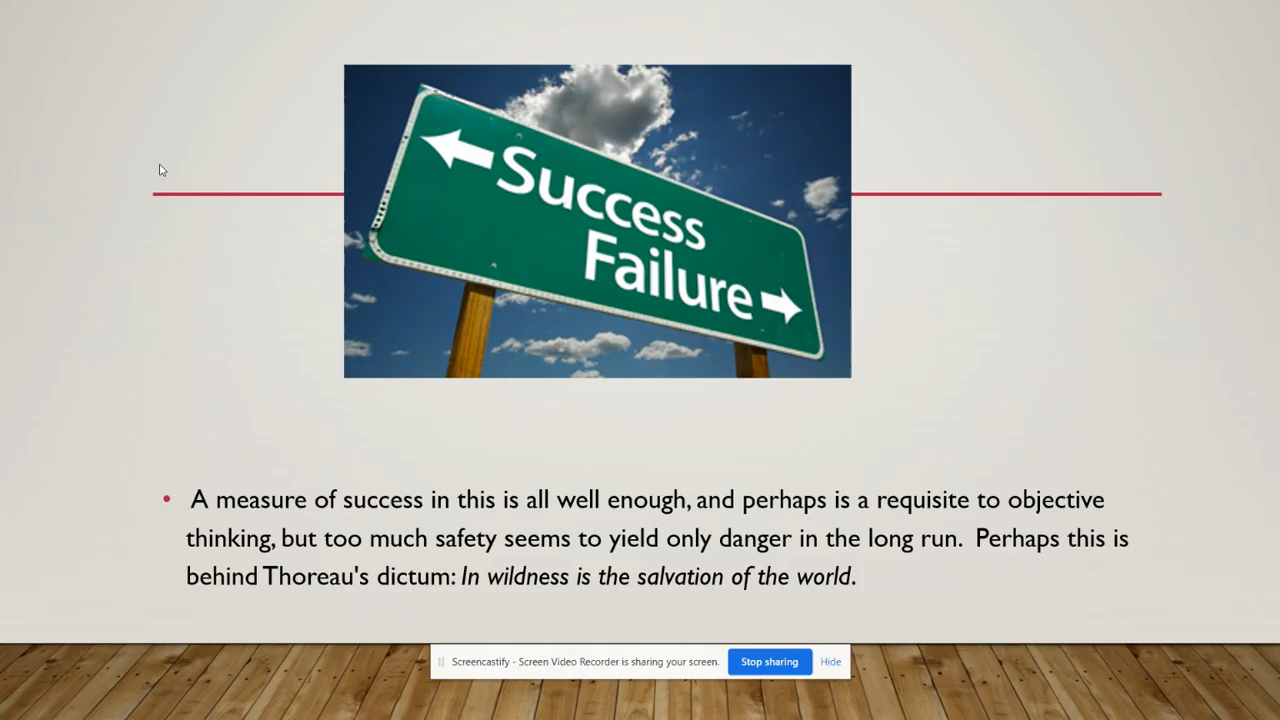 Success
Failure
• A measure of success in this is all well enough, and perhaps is a requisite to objective
thinking, but too much safety seems to yield only danger in the long run.  Perhaps this is
behind Thoreau's dictum: In wildness is the salvation of the world.
Screencastify - Screen Video Recorder is sharing your screen. Stop sharing Hide